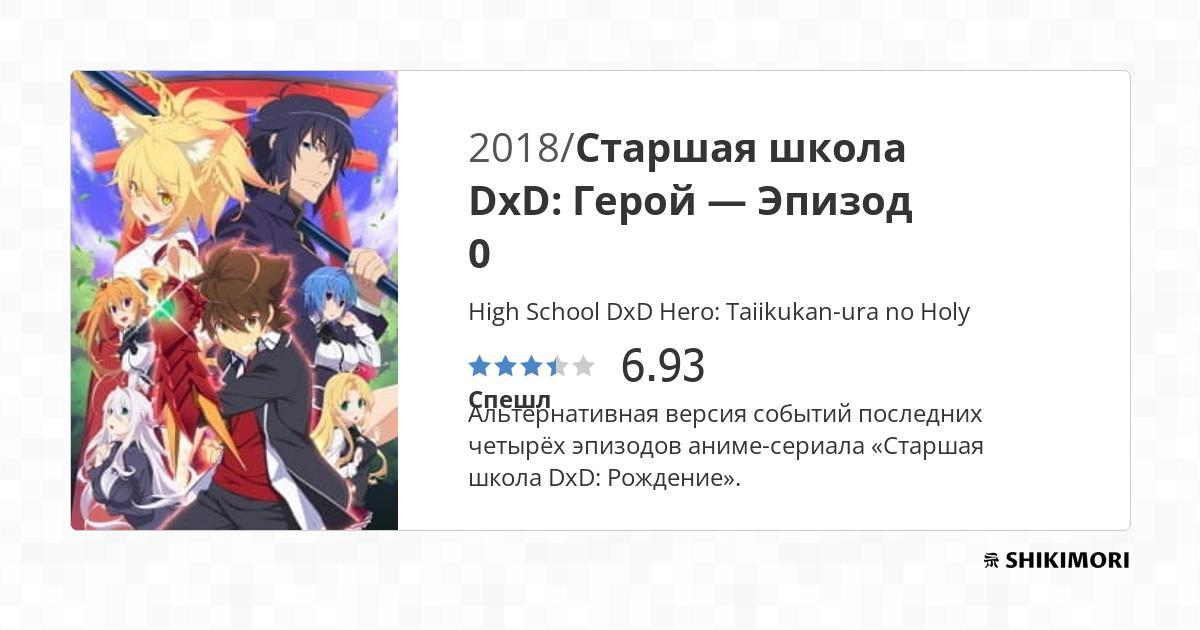 2018/Старшая школа
DxD: Герой — Эпизод
0
High School DxD Hero: Taiikukan-ura no Holy
6.93
Спешл
Альтернативная версия событий последних
четырёх эпизодов аниме-сериала «Старшая
школа DxD: Рождение».
SHIKIMORI